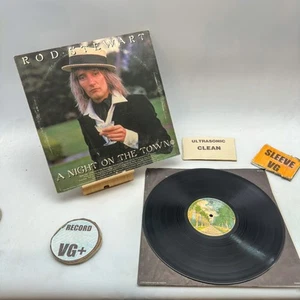 ROD STEWART
A NIGHT ON THE TOWN
ULTRASONIC
CLEAN
SLEEVE
VG
RECORD
VG+